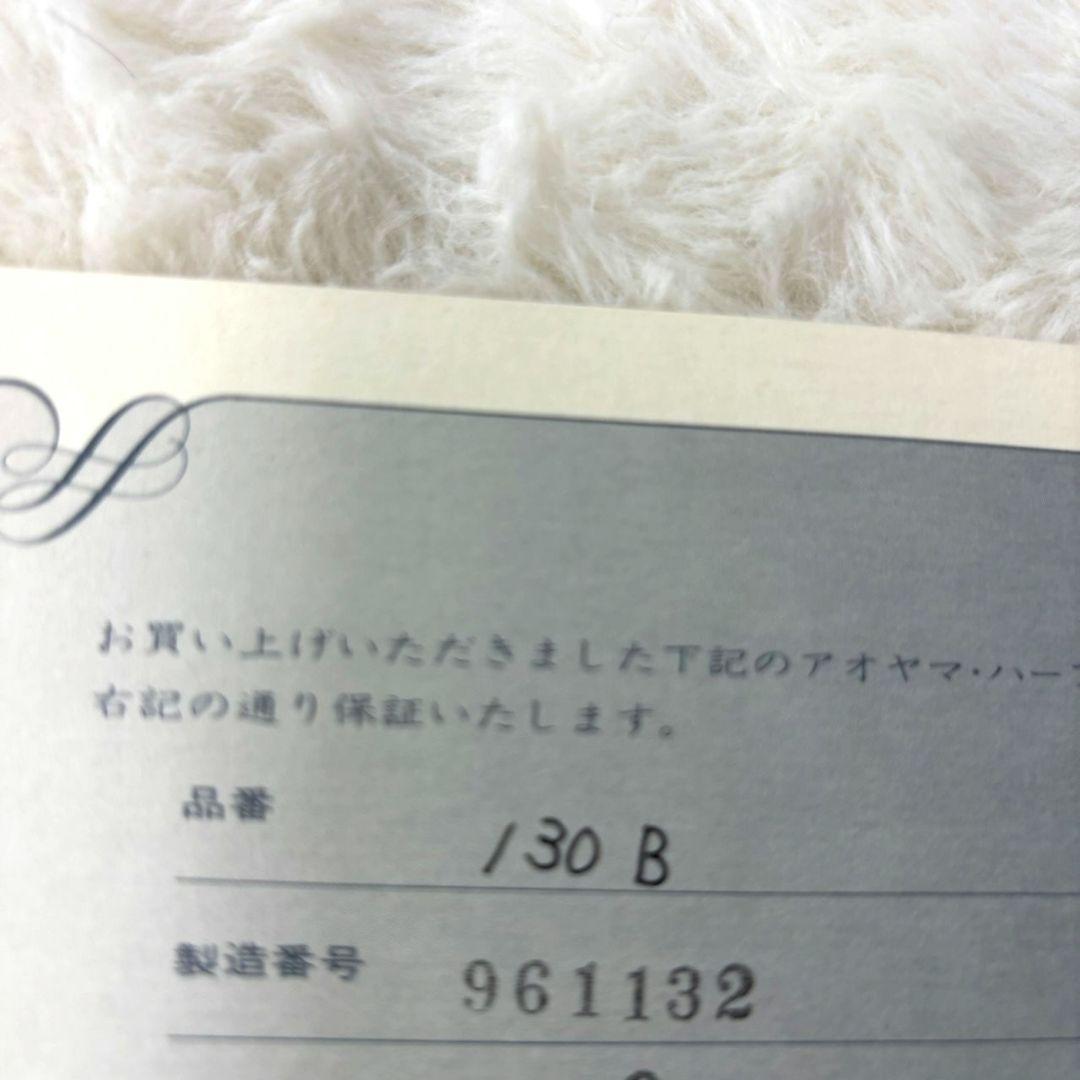 お買い上げいただきました下記のアオヤマ・ハープ
右記の通り保証いたします。
品番 130 B
製造番号 961132